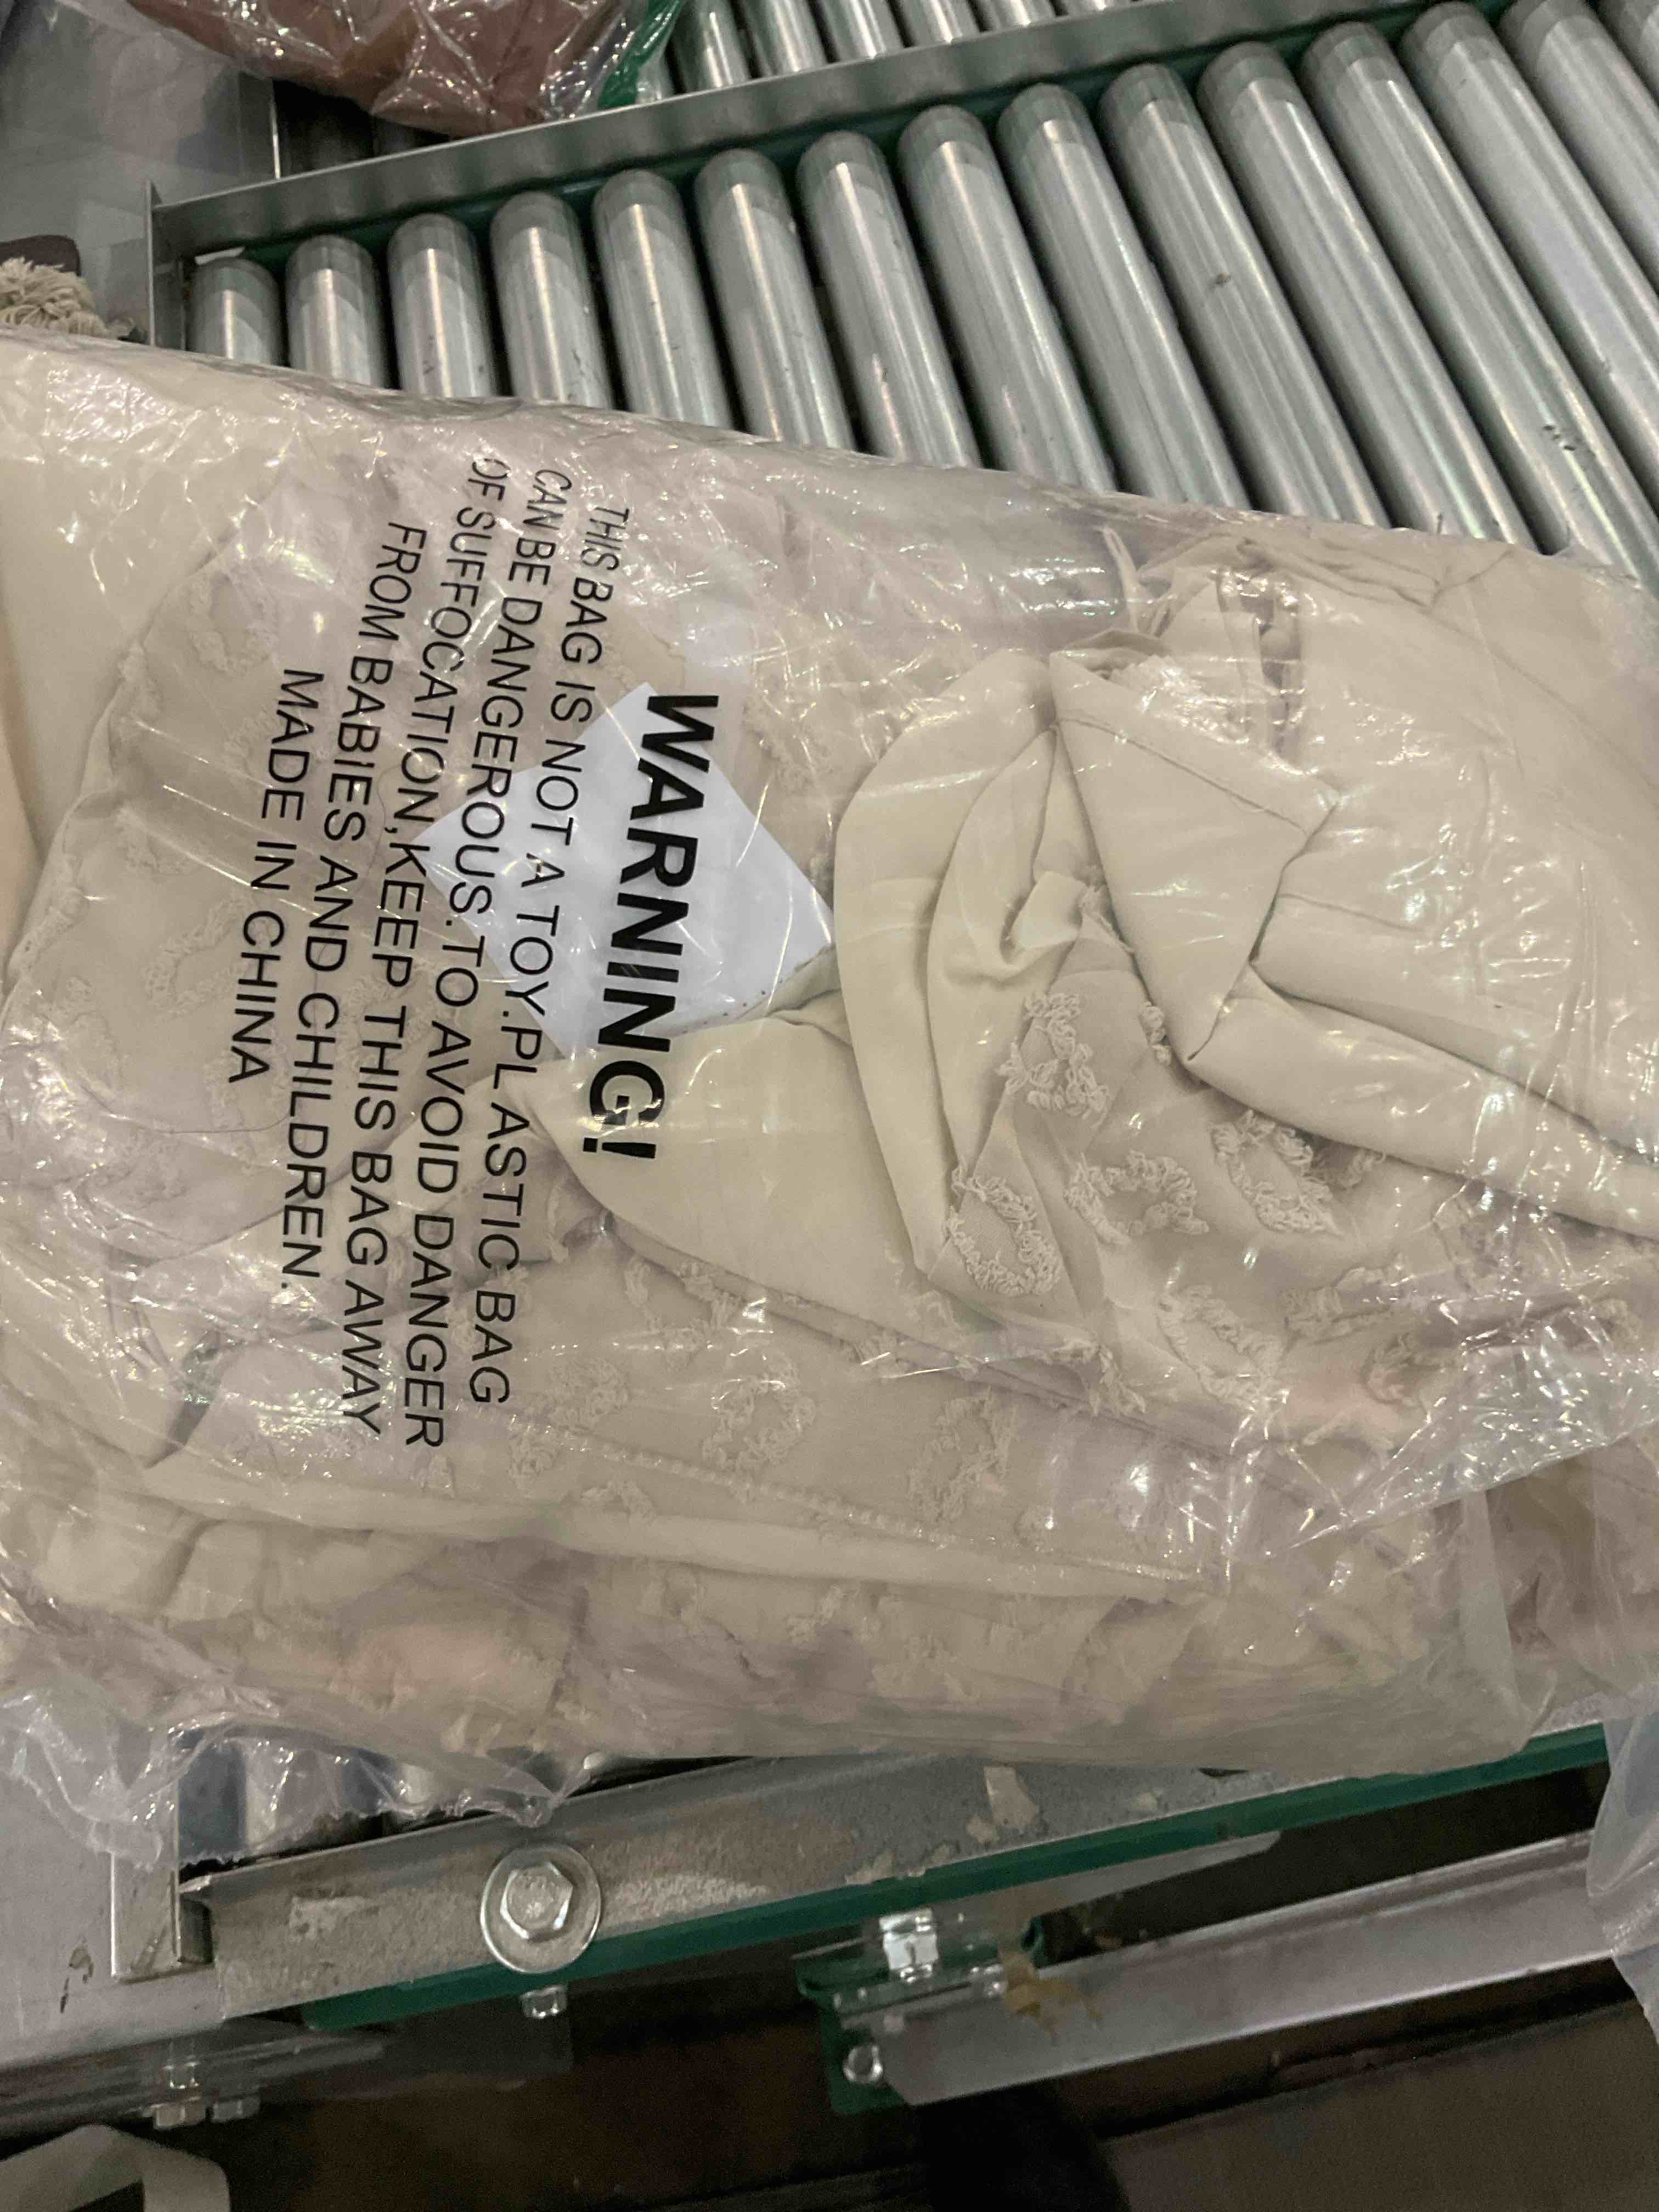 WARNING!
THIS BAG IS NOT A TOY.PLASTIC BAG
CAN BE DANGEROUS.TO AVOID DANGER
OF SUFFOCATION,KEEP THIS BAG AWAY
FROM BABIES AND CHILDREN.
MADE IN CHINA